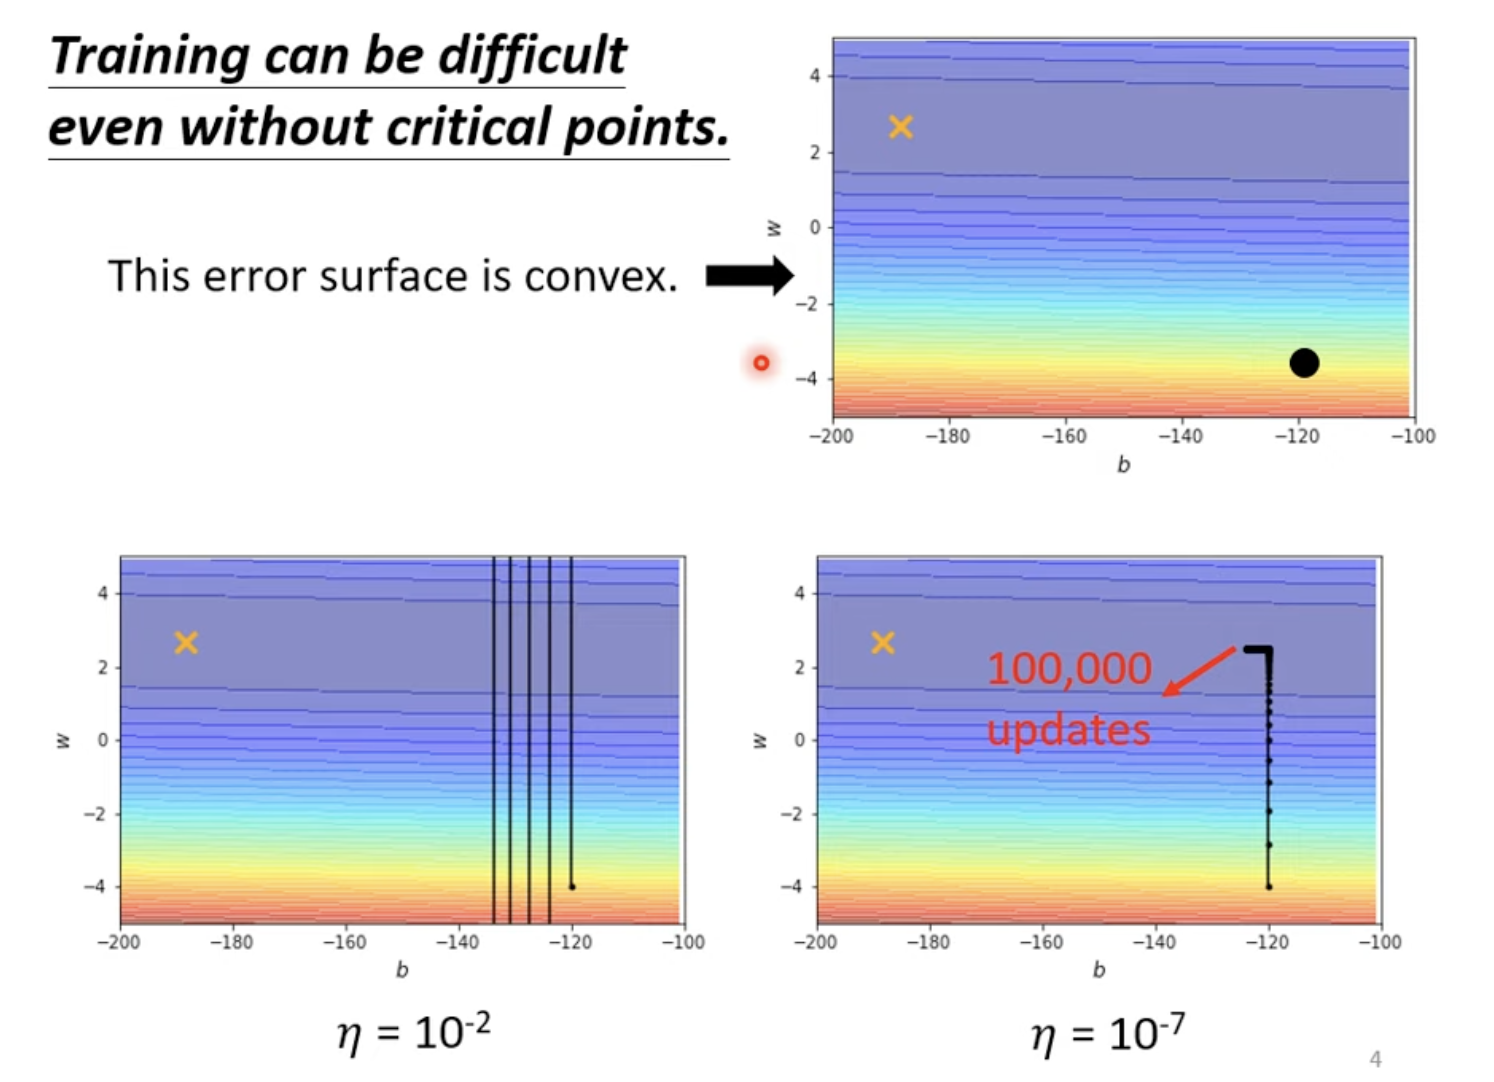 Training can be difficult
even without critical points.
This error surface is convex.
4
2
0
−2
−4
w
−200 −180 −160 −140 −120 −100
b
4
2
0
−2
−4
w
−200 −180 −160 −140 −120 −100
b
η = 10-2
4
2
0
−2
−4
w
100,000
updates
−200 −180 −160 −140 −120 −100
b
η = 10-7
4